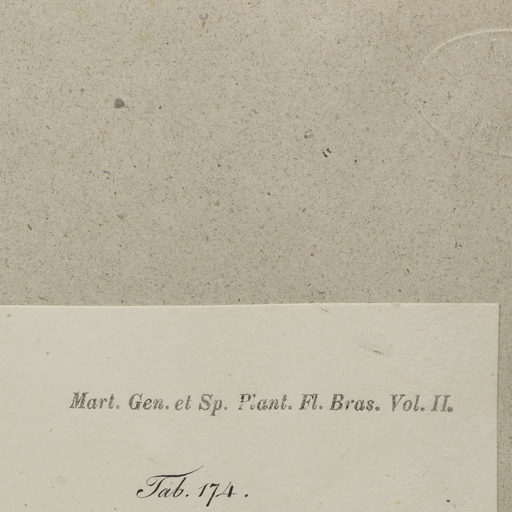 Mart. Gen. et Sp. Plant. Fl. Bras. Vol. II.
Tab. 174.